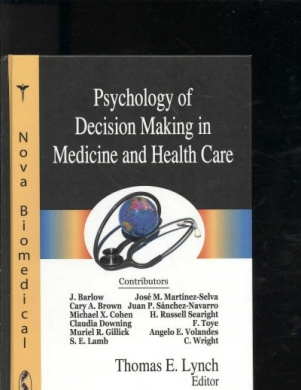 Nova Biomedical
Psychology of
Decision Making in
Medicine and Health Care
Contributors
J. Barlow
Cary A. Brown
Michael X. Cohen
Claudia Downing
Muriel R. Gillick
S. E. Lamb
José M. Martínez-Selva
Juan P. Sánchez-Navarro
H. Russell Searight
F. Toye
Angelo E. Volandes
C. Wright
Thomas E. Lynch
Editor